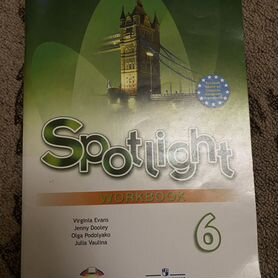 Spotlight
WORKBOOK
Virginia Evans
Jenny Dooley
Olga Podolyako
Julia Vaulina
6